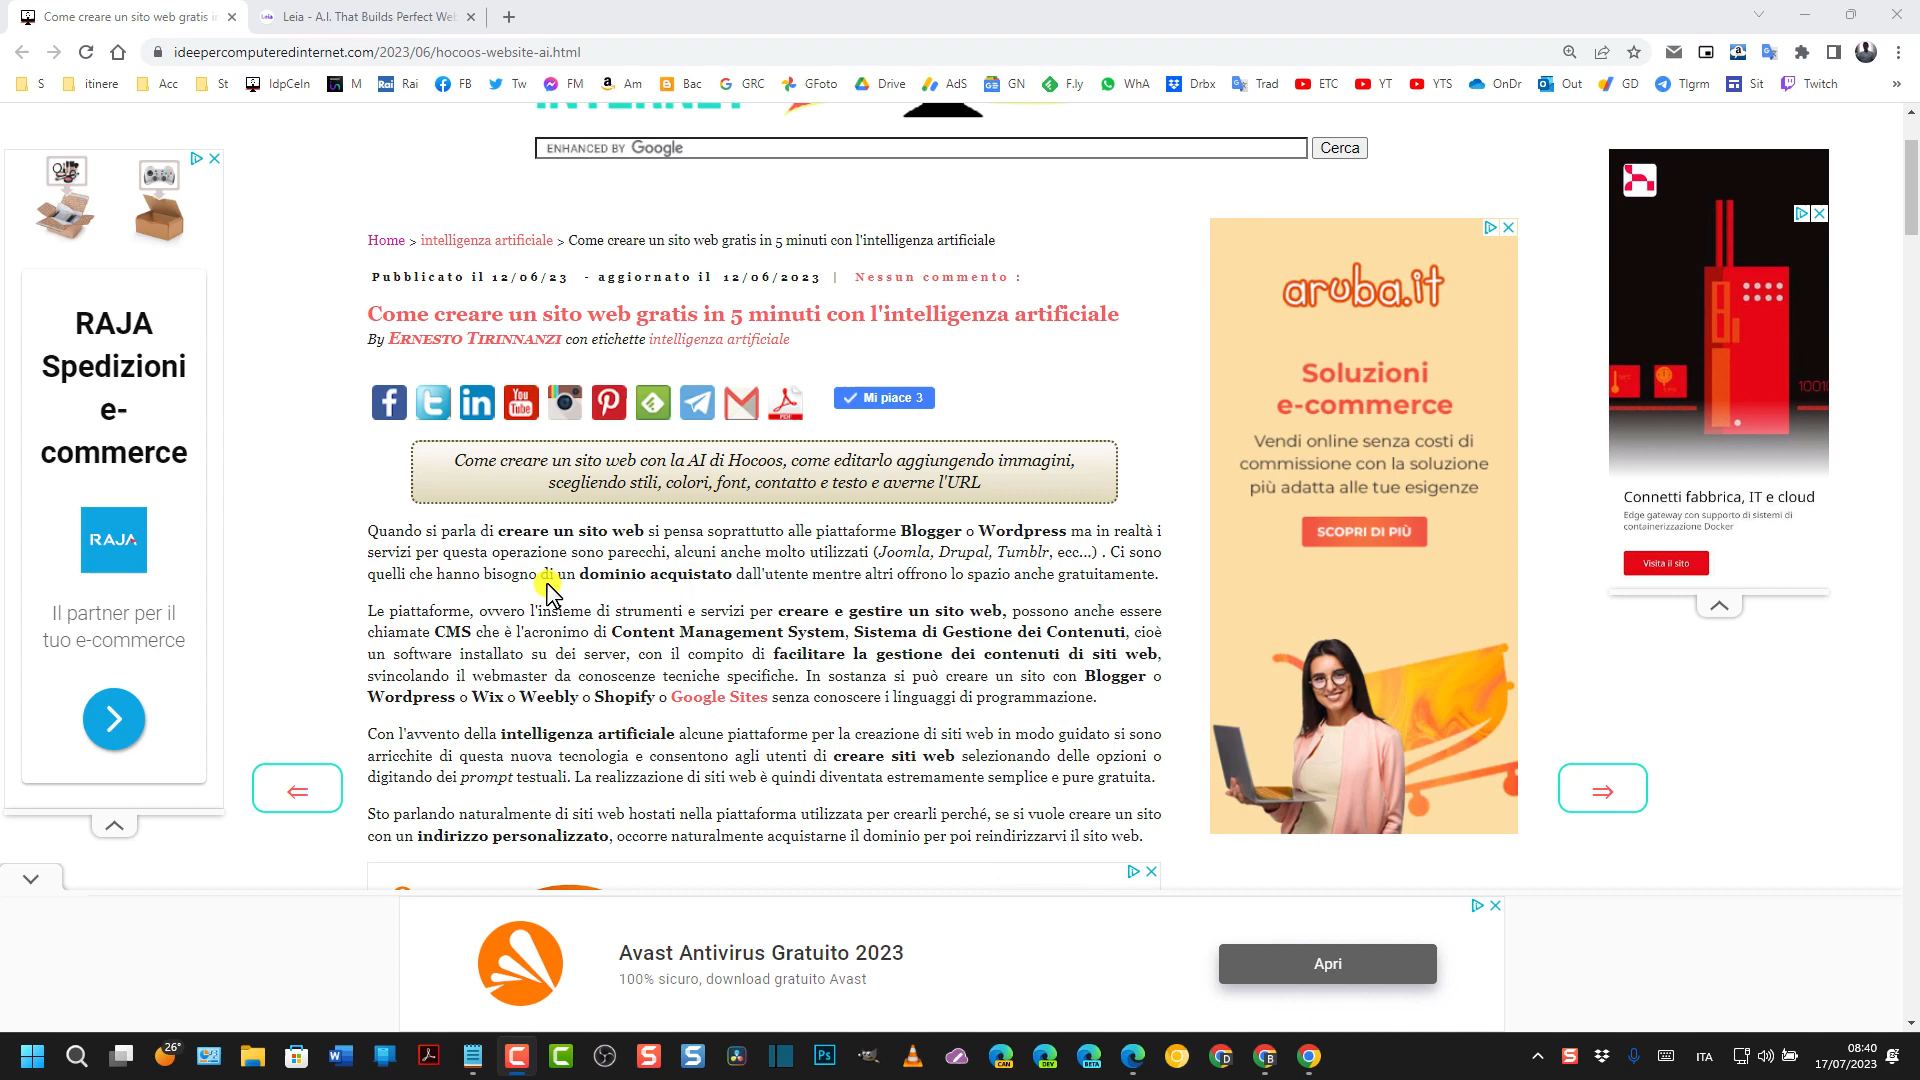 Come creare un sito web gratis i
Leia - A.I. That Builds Perfect Web
ideepercomputeredinternet.com/2023/06/hocoos-website-ai.html
S
itinere
Acc
St
IdpCeIn
M
Rai
FB
Tw
FM
Am
Bac
GRC
GFoto
Drive
AdS
GN
F.ly
WhA
Drbx
Trad
ETC
YT
YTS
OnDr
Out
GD
Tlgrm
Sit
Twitch
ENHANCED BY Google
Cerca
Home > intelligenza artificiale > Come creare un sito web gratis in 5 minuti con l'intelligenza artificiale
Pubblicato il 12/06/23 - aggiornato il 12/06/2023 | Nessun commento :
Come creare un sito web gratis in 5 minuti con l'intelligenza artificiale
By Ernesto Tirinnanzi con etichette intelligenza artificiale
You Tube
in
PDF
Mi piace 3
Come creare un sito web con la AI di Hocoos, come editarlo aggiungendo immagini,
scegliendo stili, colori, font, contatto e testo e averne l'URL
Quando si parla di creare un sito web si pensa soprattutto alle piattaforme Blogger o Wordpress ma in realtà i
servizi per questa operazione sono parecchi, alcuni anche molto utilizzati (Joomla, Drupal, Tumblr, ecc...) . Ci sono
quelli che hanno bisogno di un dominio acquistato dall'utente mentre altri offrono lo spazio anche gratuitamente.
Le piattaforme, ovvero l'insieme di strumenti e servizi per creare e gestire un sito web, possono anche essere
chiamate CMS che è l'acronimo di Content Management System, Sistema di Gestione dei Contenuti, cioè
un software installato su dei server, con il compito di facilitare la gestione dei contenuti di siti web,
svincolando il webmaster da conoscenze tecniche specifiche. In sostanza si può creare un sito con Blogger o
Wordpress o Wix o Weebly o Shopify o Google Sites senza conoscere i linguaggi di programmazione.
Con l'avvento della intelligenza artificiale alcune piattaforme per la creazione di siti web in modo guidato si sono
arricchite di questa nuova tecnologia e consentono agli utenti di creare siti web selezionando delle opzioni o
digitando dei prompt testuali. La realizzazione di siti web è quindi diventata estremamente semplice e pure gratuita.
Sto parlando naturalmente di siti web hostati nella piattaforma utilizzata per crearli perché, se si vuole creare un sito
con un indirizzo personalizzato, occorre naturalmente acquistarne il dominio per poi reindirizzarvi il sito web.
RAJA
Spedizioni
e-
commerce
RAJA
Il partner per il
tuo e-commerce
aruba.it
Soluzioni
e-commerce
Vendi online senza costi di
commissione con la soluzione
più adatta alle tue esigenze
SCOPRI DI PIÙ
Connetti fabbrica, IT e cloud
Edge gateway con supporto di sistemi di
containerizzazione Docker
Visita il sito
Avast Antivirus Gratuito 2023
100% sicuro, download gratuito Avast
Apri
26°
Ps
CAN
DEV
BETA
ITA
08:40
17/07/2023